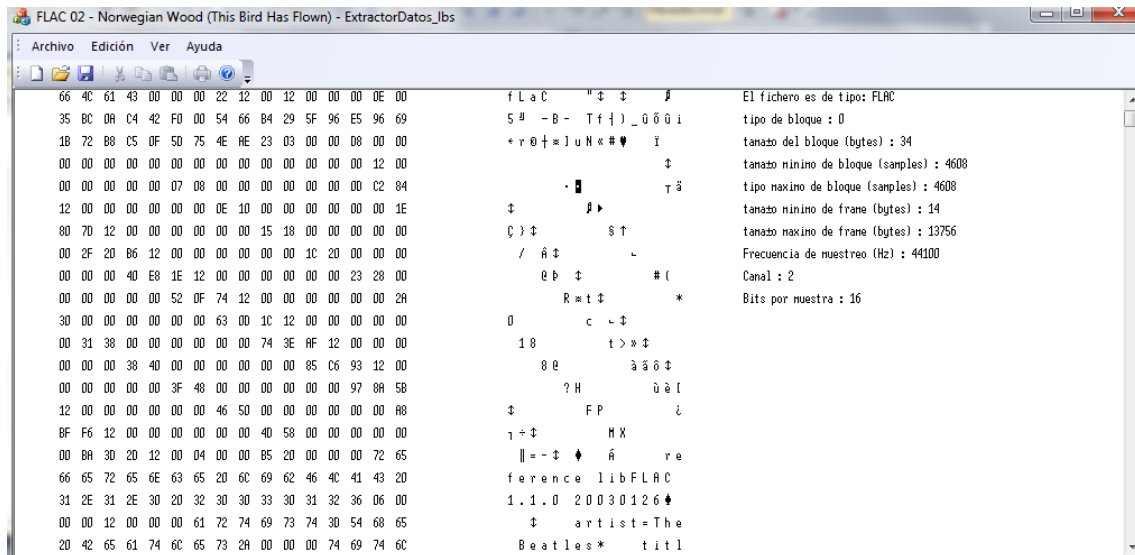 FLAC 02 - Norwegian Wood (This Bird Has Flown) - ExtractorDatos_lbs
Archivo Edición Ver Ayuda
66 4C 61 43 00 00 00 22 12 00 12 00 00 00 0E 00 f L a C " ↕ ↕ El fichero es de tipo: FLAC
35 BC 0A C4 42 F0 00 54 66 B4 29 5F 96 E5 96 69 5 ╝ - B - T f ┤ ) _ û õ û i tipo de bloque : 0
1B 72 B8 C5 0F 5D 75 4E AE 23 03 00 00 D8 00 00 ← r © ┼ ¤ ] u N « # ♥ Ï tama±o del bloque (bytes) : 34
00 00 00 00 00 00 00 00 00 00 00 00 00 00 12 00 ↕ tama±o minimo de bloque (samples) : 4608
00 00 00 00 00 07 08 00 00 00 00 00 00 00 C2 84 • ◘ ┬ ä tipo maximo de bloque (samples) : 4608
12 00 00 00 00 00 00 0E 10 00 00 00 00 00 00 1E ↕ ► tama±o minimo de frame (bytes) : 14
80 7D 12 00 00 00 00 00 00 15 18 00 00 00 00 00 Ç } ↕ § ↑ tama±o maximo de frame (bytes) : 13756
00 2F 20 B6 12 00 00 00 00 00 00 1C 20 00 00 00 / Â ↕ ∟ Frecuencia de muestreo (Hz) : 44100
00 00 00 40 E8 1E 12 00 00 00 00 00 00 23 28 00 @ Þ ↕ # ( Canal : 2
00 00 00 00 00 52 0F 74 12 00 00 00 00 00 00 2A R ¤ t ↕ * Bits por muestra : 16
30 00 00 00 00 00 00 63 0D 1C 12 00 00 00 00 00 0 c ∟ ↕
00 31 38 00 00 00 00 00 00 74 3E AF 12 00 00 00 1 8 t > » ↕
00 00 00 38 40 00 00 00 00 00 00 85 C6 93 12 00 8 @ à ã ô ↕
00 00 00 00 00 3F 48 00 00 00 00 00 00 97 8A 5B ? H ù è [
12 00 00 00 00 00 00 46 50 00 00 00 00 00 00 A8 ↕ F P ¿
BF F6 12 00 00 00 00 00 00 4D 58 00 00 00 00 00 ┐ ÷ ↕ M X
00 BA 3D 2D 12 00 04 00 00 B5 20 00 00 00 72 65 ║ = - ↕ ♦ Á r e
66 65 72 65 6E 63 65 20 6C 69 62 46 4C 41 43 20 f e r e n c e l i b F L A C
31 2E 31 2E 30 20 32 30 30 33 30 31 32 36 06 00 1 . 1 . 0 2 0 0 3 0 1 2 6 ♠
00 00 12 00 00 00 61 72 74 69 73 74 3D 54 68 65 ↕ a r t i s t = T h e
20 42 65 61 74 6C 65 73 2A 00 00 00 74 69 74 6C B e a t l e s * t i t l